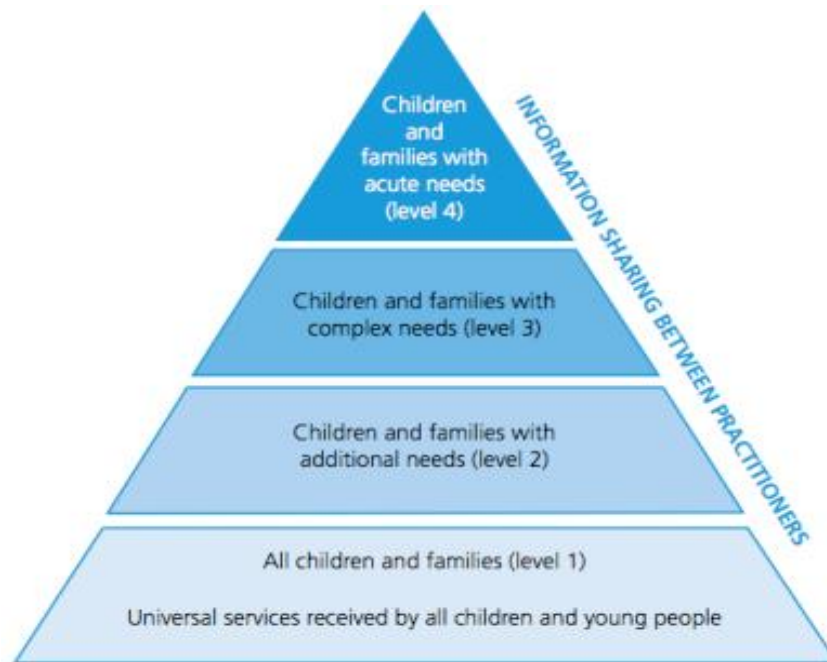 Children
and
families with
acute needs
(level 4)
INFORMATION SHARING BETWEEN PRACTITIONERS
Children and families with
complex needs (level 3)
Children and families with
additional needs (level 2)
All children and families (level 1)
Universal services received by all children and young people